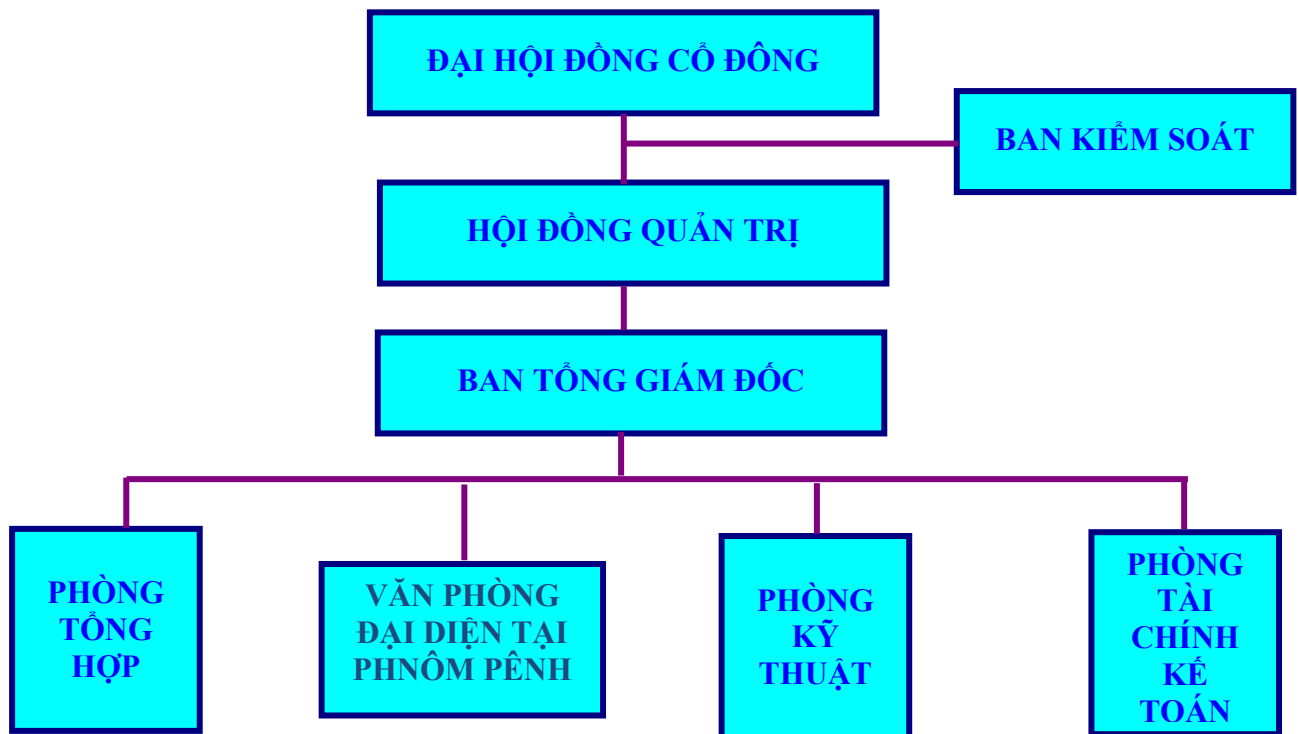 ĐẠI HỘI ĐỒNG CỔ ĐÔNG
BAN KIỂM SOÁT
HỘI ĐỒNG QUẢN TRỊ
BAN TỔNG GIÁM ĐỐC
PHÒNG
TỔNG
HỢP
VĂN PHÒNG
ĐẠI DIỆN TẠI
PHNÔM PÊNH
PHÒNG
KỸ
THUẬT
PHÒNG
TÀI
CHÍNH
KẾ
TOÁN